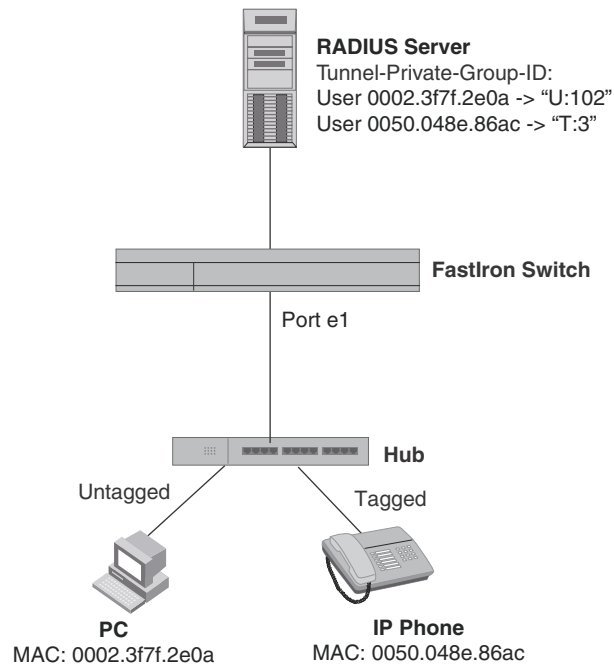 RADIUS Server
Tunnel-Private-Group-ID:
User 0002.3f7f.2e0a -> “U:102”
User 0050.048e.86ac -> “T:3”
FastIron Switch
Port e1
Hub
Untagged
Tagged
PC
MAC: 0002.3f7f.2e0a
IP Phone
MAC: 0050.048e.86ac